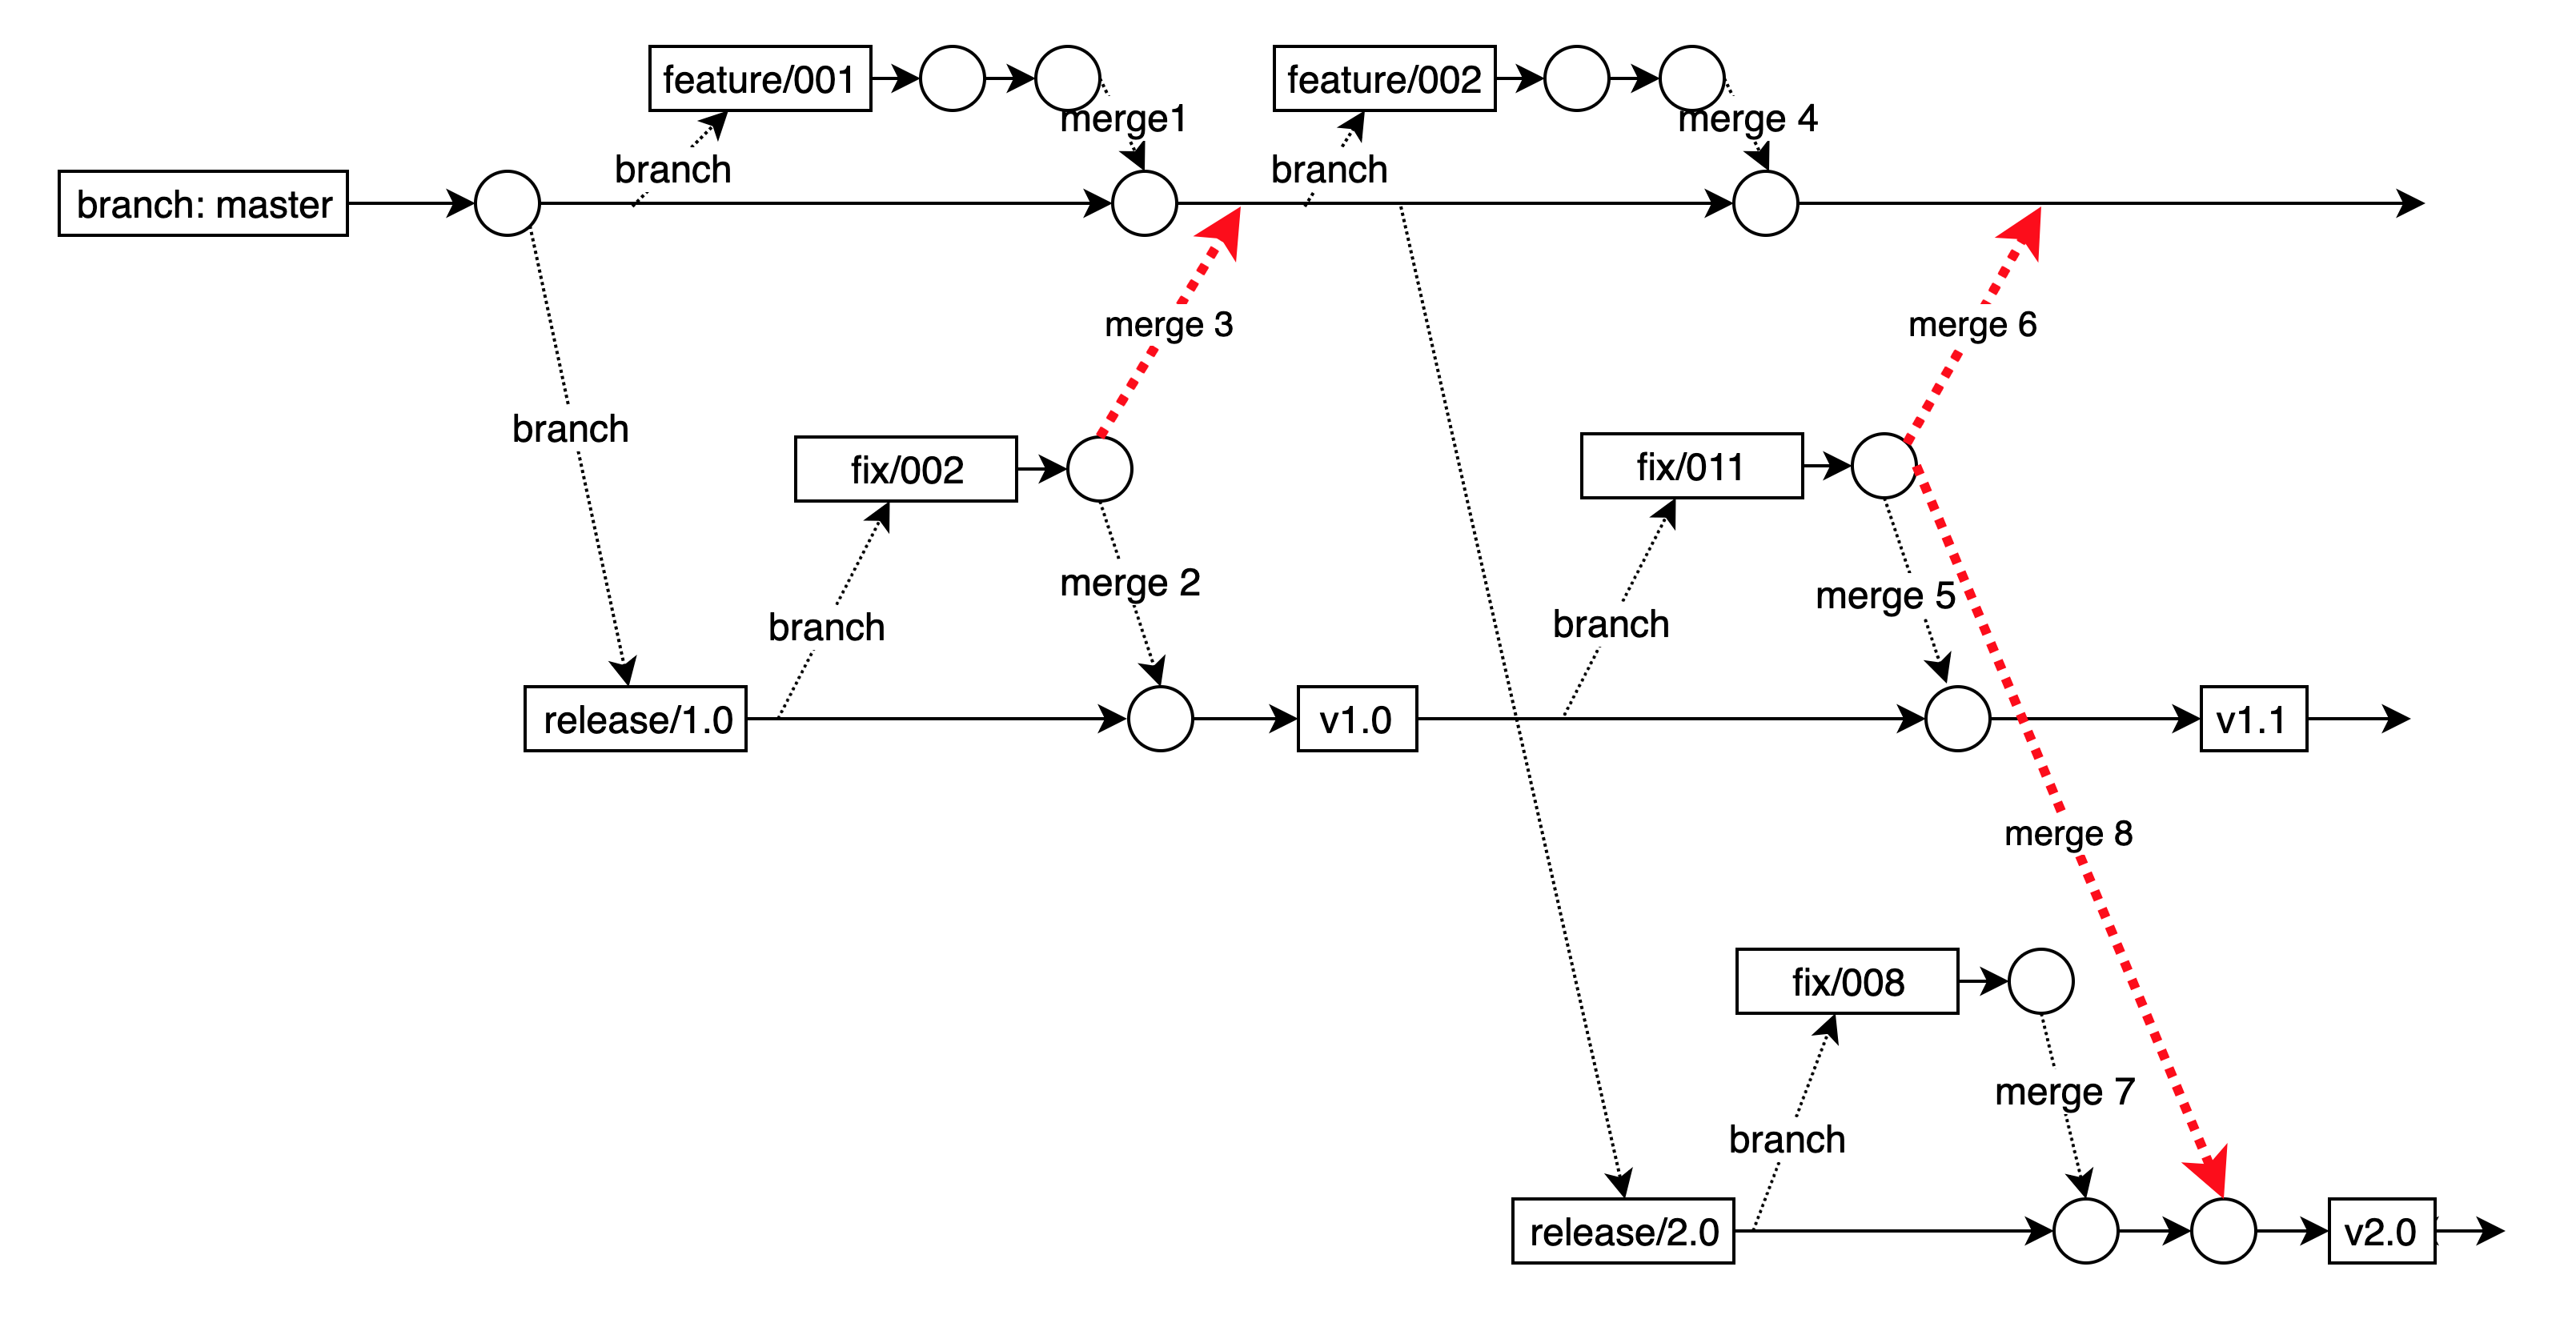 feature/001
feature/002
merge1
merge 4
branch
branch
branch: master
merge 3
merge 6
branch
fix/002
fix/011
merge 2
merge 5
branch
branch
release/1.0
v1.0
v1.1
merge 8
fix/008
merge 7
branch
release/2.0
v2.0